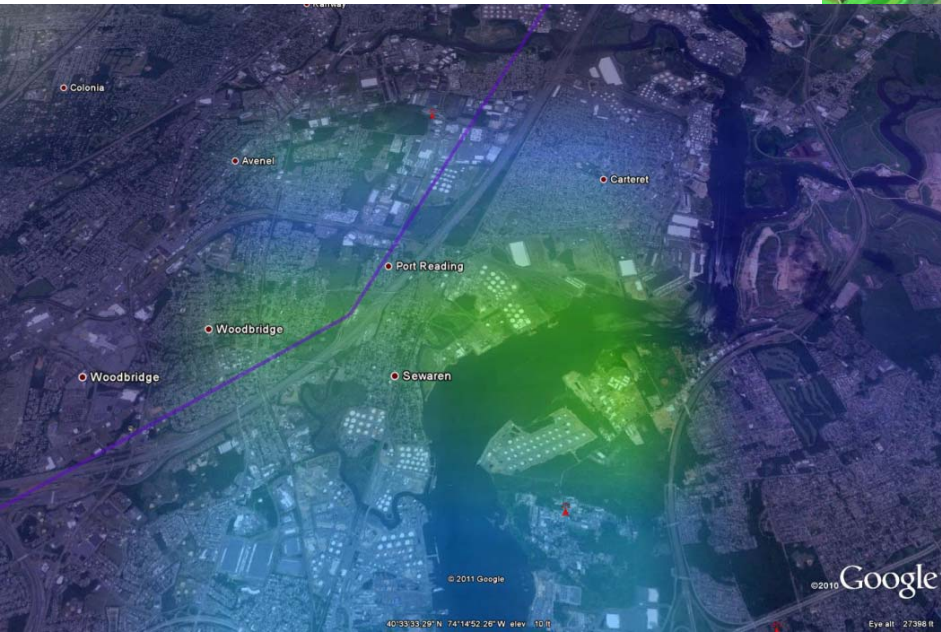 Rahway
Colonia
Avenel
Carteret
Port Reading
Woodbridge
Woodbridge
Sewaren
© 2011 Google
©2010 Google
40°33'33.29" N 74°14'52.26" W elev 10 ft
Eye alt 27398 ft